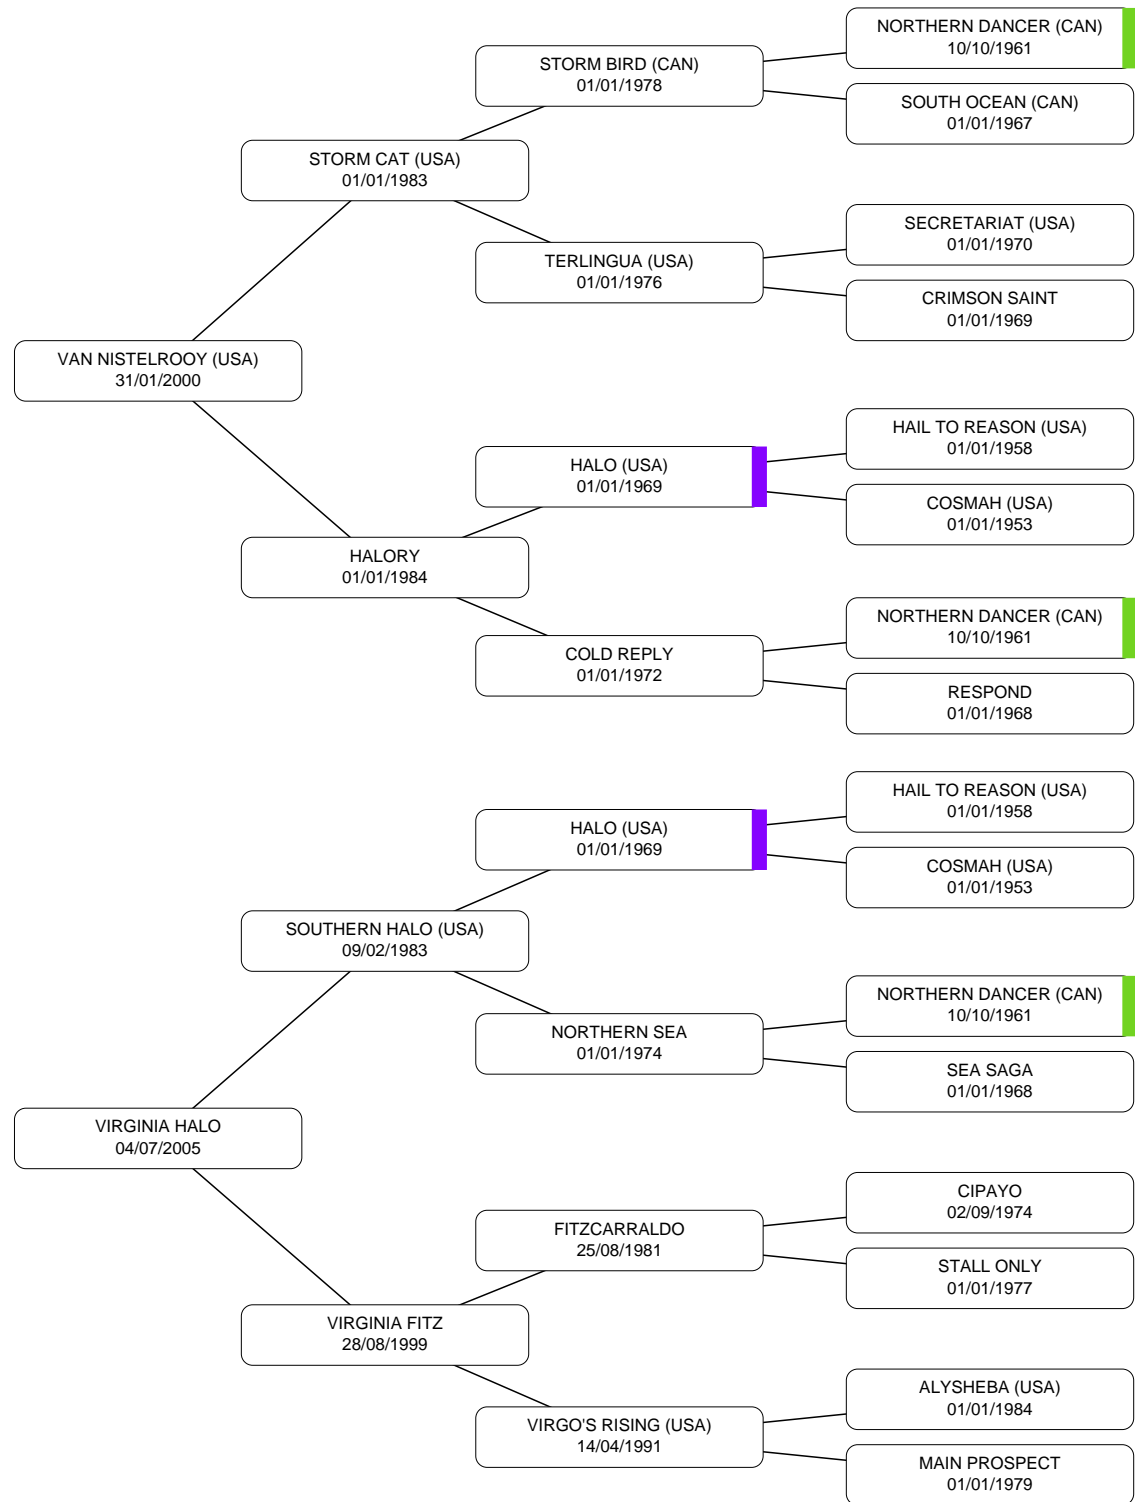 NORTHERN DANCER (CAN)
10/10/1961
STORM BIRD (CAN)
01/01/1978
SOUTH OCEAN (CAN)
01/01/1967
STORM CAT (USA)
01/01/1983
SECRETARIAT (USA)
01/01/1970
TERLINGUA (USA)
01/01/1976
CRIMSON SAINT
01/01/1969
VAN NISTELROOY (USA)
31/01/2000
HAIL TO REASON (USA)
01/01/1958
HALO (USA)
01/01/1969
COSMAH (USA)
01/01/1953
HALORY
01/01/1984
NORTHERN DANCER (CAN)
10/10/1961
COLD REPLY
01/01/1972
RESPOND
01/01/1968
HAIL TO REASON (USA)
01/01/1958
HALO (USA)
01/01/1969
COSMAH (USA)
01/01/1953
SOUTHERN HALO (USA)
09/02/1983
NORTHERN DANCER (CAN)
10/10/1961
NORTHERN SEA
01/01/1974
SEA SAGA
01/01/1968
VIRGINIA HALO
04/07/2005
CIPAYO
02/09/1974
FITZCARRALDO
25/08/1981
STALL ONLY
01/01/1977
VIRGINIA FITZ
28/08/1999
ALYSHEBA (USA)
01/01/1984
VIRGO'S RISING (USA)
14/04/1991
MAIN PROSPECT
01/01/1979